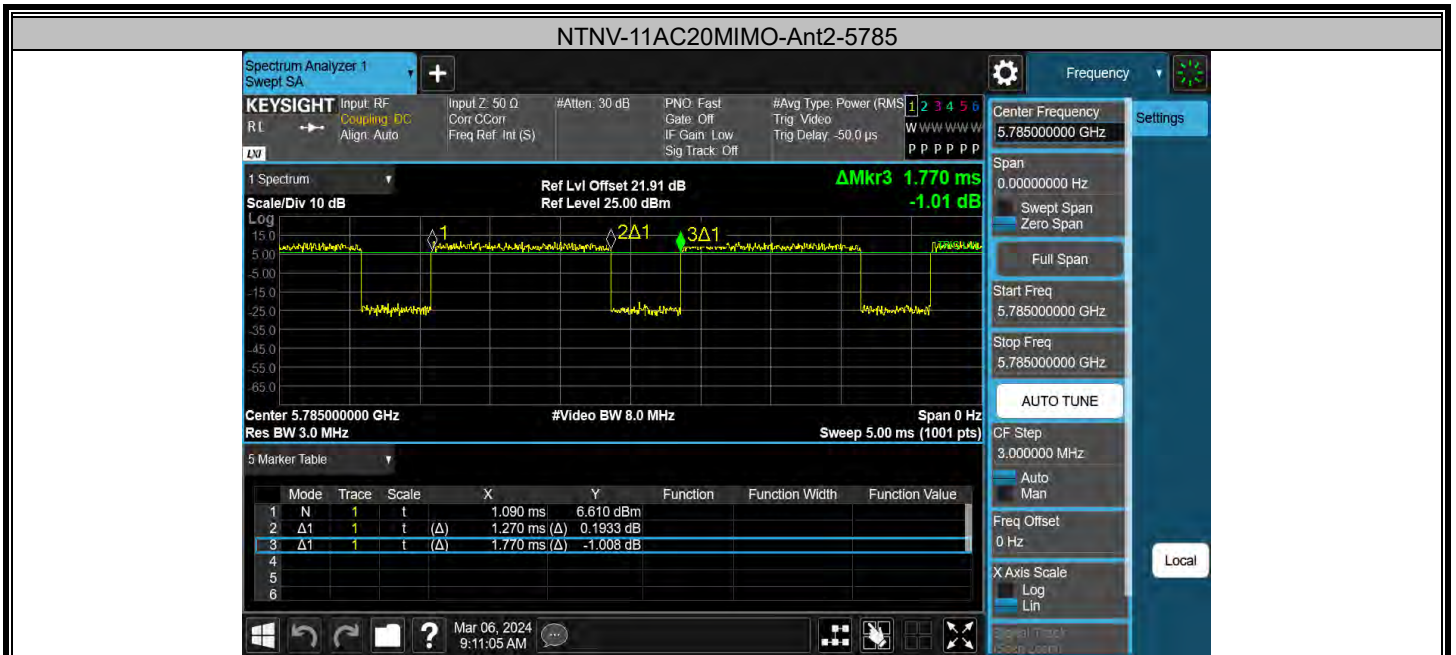 NTNV-11AC20MIMO-Ant2-5785
Spectrum Analyzer 1
Swept SA
+
Frequency
KEYSIGHT
RL
LXI
Input: RF
Coupling: DC
Align: Auto
Input Z: 50 Ω
Corr CCorr
Freq Ref: Int (S)
#Atten: 30 dB
PNO: Fast
Gate: Off
IF Gain: Low
Sig Track: Off
#Avg Type: Power (RMS
Trig: Video
Trig Delay: -50.0 µs
1 2 3 4 5 6
W W W W W W
P P P P P P
Center Frequency
5.785000000 GHz
Settings
1 Spectrum
Scale/Div 10 dB
Ref Lvl Offset 21.91 dB
Ref Level 25.00 dBm
ΔMkr3 1.770 ms
-1.01 dB
Span
0.00000000 Hz
Swept Span
Zero Span
Full Span
Log
15.0
5.00
-5.00
-15.0
-25.0
-35.0
-45.0
-55.0
-65.0
1
2Δ1
3Δ1
Start Freq
5.785000000 GHz
Stop Freq
5.785000000 GHz
AUTO TUNE
Center 5.785000000 GHz
#Video BW 8.0 MHz
Span 0 Hz
Res BW 3.0 MHz
Sweep 5.00 ms (1001 pts)
CF Step
3.000000 MHz
Auto
Man
5 Marker Table
Mode Trace Scale X Y Function Function Width Function Value
1 N 1 t 1.090 ms 6.610 dBm
2 Δ1 1 t (Δ) 1.270 ms (Δ) 0.1933 dB
3 Δ1 1 t (Δ) 1.770 ms (Δ) -1.008 dB
4
5
6
Freq Offset
0 Hz
X Axis Scale
Log
Lin
Local
Signal Track
(Span Zoom)
?
Mar 06, 2024
9:11:05 AM